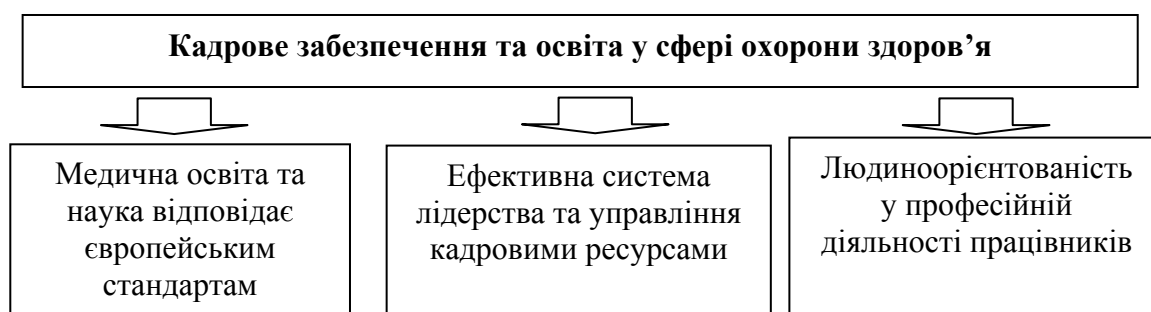 Кадрове забезпечення та освіта у сфері охорони здоров’я
Медична освіта та
наука відповідає
європейським
стандартам
Ефективна система
лідерства та управління
кадровими ресурсами
Людиноорієнтованість
у професійній
діяльності працівників